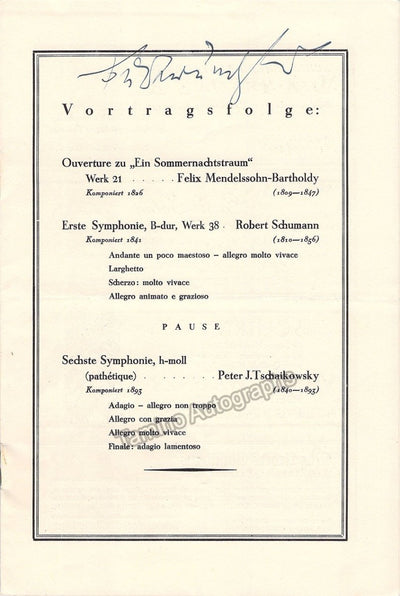 Vortragsfolge:
Ouverture zu „Ein Sommernachtstraum“
Werk 21 . . . . . Felix Mendelssohn-Bartholdy
Komponiert 1826 (1809—1847)
Erste Symphonie, B-dur, Werk 38 . Robert Schumann
Komponiert 1841 (1810—1856)
Andante un poco maestoso – allegro molto vivace
Larghetto
Scherzo: molto vivace
Allegro animato e grazioso
PAUSE
Sechste Symphonie, h-moll
(pathétique) . . . . . . . . Peter J. Tschaikowsky
Komponiert 1893 (1840—1893)
Adagio – allegro non troppo
Allegro con grazia
Allegro molto vivace
Finale: adagio lamentoso
Tamino Autographs